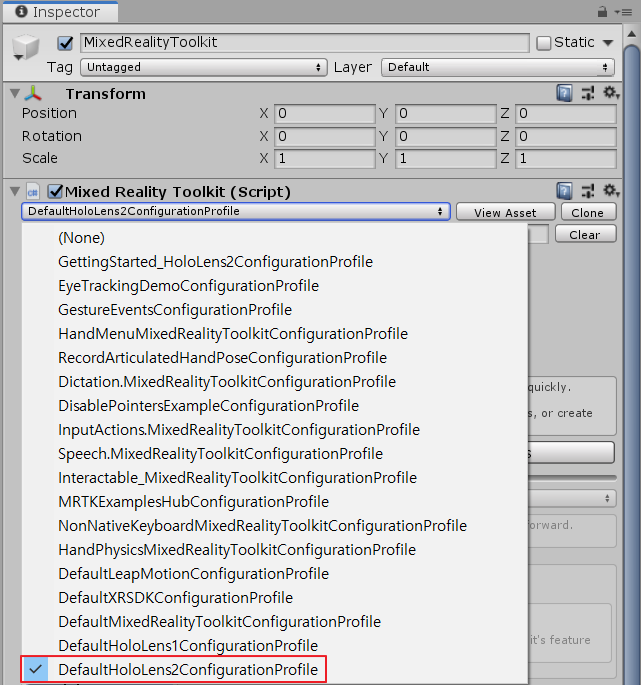 Inspector
MixedRealityToolkit
Static
Tag Untagged Layer Default
Transform
Position X 0 Y 0 Z 0
Rotation X 0 Y 0 Z 0
Scale X 1 Y 1 Z 1
Mixed Reality Toolkit (Script)
DefaultHoloLens2ConfigurationProfile View Asset Clone
Clear
(None)
GettingStarted_HoloLens2ConfigurationProfile
EyeTrackingDemoConfigurationProfile
GestureEventsConfigurationProfile
HandMenuMixedRealityToolkitConfigurationProfile
RecordArticulatedHandPoseConfigurationProfile
quickly.
Dictation.MixedRealityToolkitConfigurationProfile
DisablePointersExampleConfigurationProfile
s, or create
InputActions.MixedRealityToolkitConfigurationProfile
Speech.MixedRealityToolkitConfigurationProfile
Interactable_MixedRealityToolkitConfigurationProfile
MRTKExamplesHubConfigurationProfile
NonNativeKeyboardMixedRealityToolkitConfigurationProfile
forward.
HandPhysicsMixedRealityToolkitConfigurationProfile
DefaultLeapMotionConfigurationProfile
DefaultXRSDKConfigurationProfile
DefaultMixedRealityToolkitConfigurationProfile
DefaultHoloLens1ConfigurationProfile
it's feature
DefaultHoloLens2ConfigurationProfile